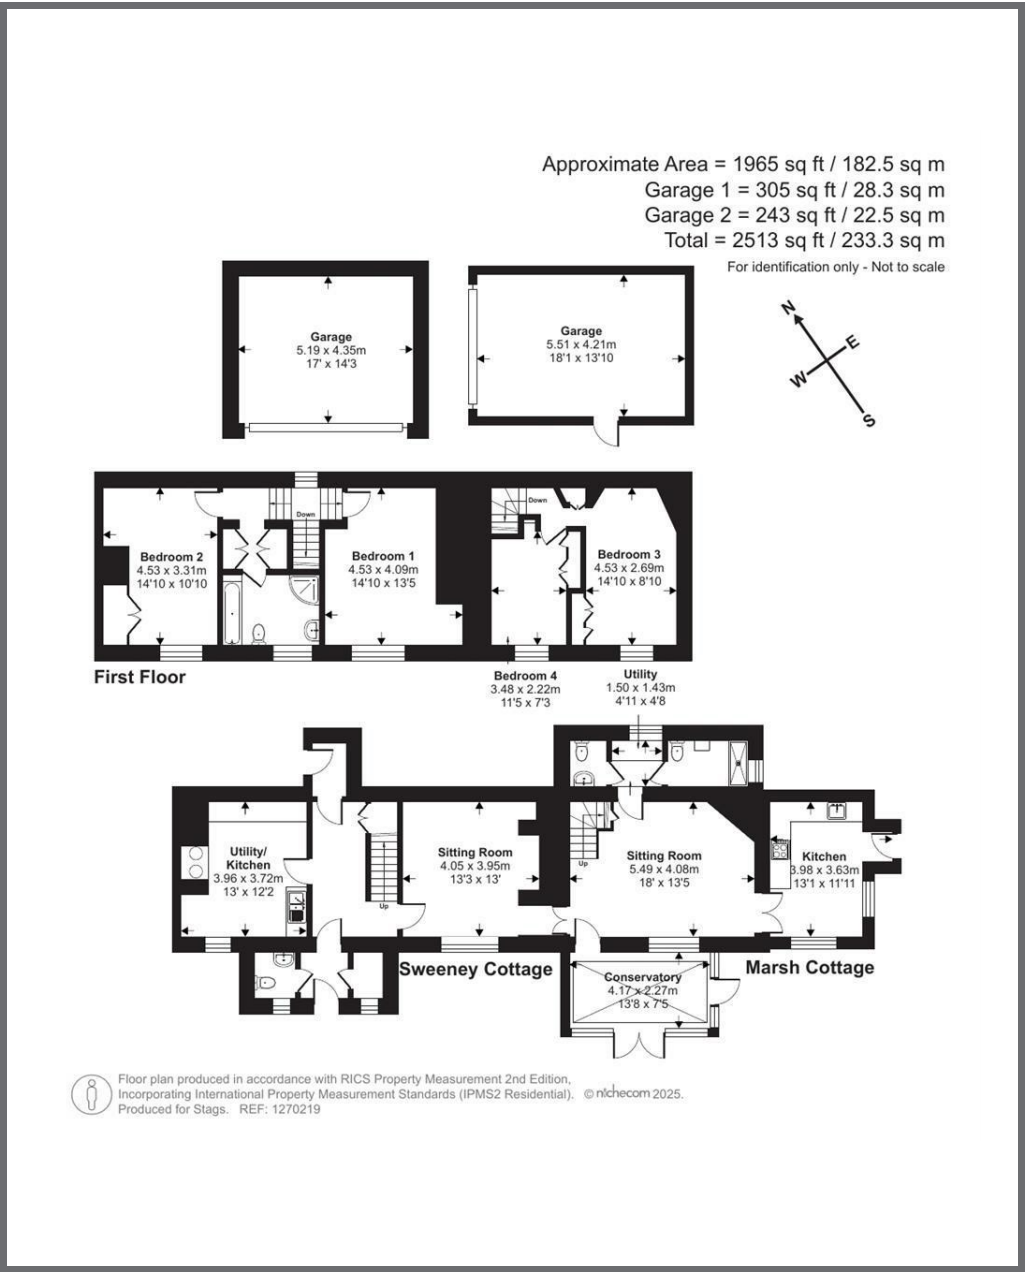 Approximate Area = 1965 sq ft / 182.5 sq m
Garage 1 = 305 sq ft / 28.3 sq m
Garage 2 = 243 sq ft / 22.5 sq m
Total = 2513 sq ft / 233.3 sq m
For identification only - Not to scale
N
E
W
S
Garage
5.19 x 4.35m
17' x 14'3
Garage
5.51 x 4.21m
18'1 x 13'10
Down
Bedroom 2
4.53 x 3.31m
14'10 x 10'10
Bedroom 1
4.53 x 4.09m
14'10 x 13'5
Down
Bedroom 3
4.53 x 2.69m
14'10 x 8'10
First Floor
Bedroom 4
3.48 x 2.22m
11'5 x 7'3
Utility
1.50 x 1.43m
4'11 x 4'8
Utility/
Kitchen
3.96 x 3.72m
13' x 12'2
Up
Sitting Room
4.05 x 3.95m
13'3 x 13'
Up
Sitting Room
5.49 x 4.08m
18' x 13'5
Kitchen
3.98 x 3.63m
13'1 x 11'11
Sweeney Cottage
Marsh Cottage
Conservatory
4.17 x 2.27m
13'8 x 7'5
Floor plan produced in accordance with RICS Property Measurement 2nd Edition,
Incorporating International Property Measurement Standards (IPMS2 Residential). © nichecom 2025.
Produced for Stags. REF: 1270219